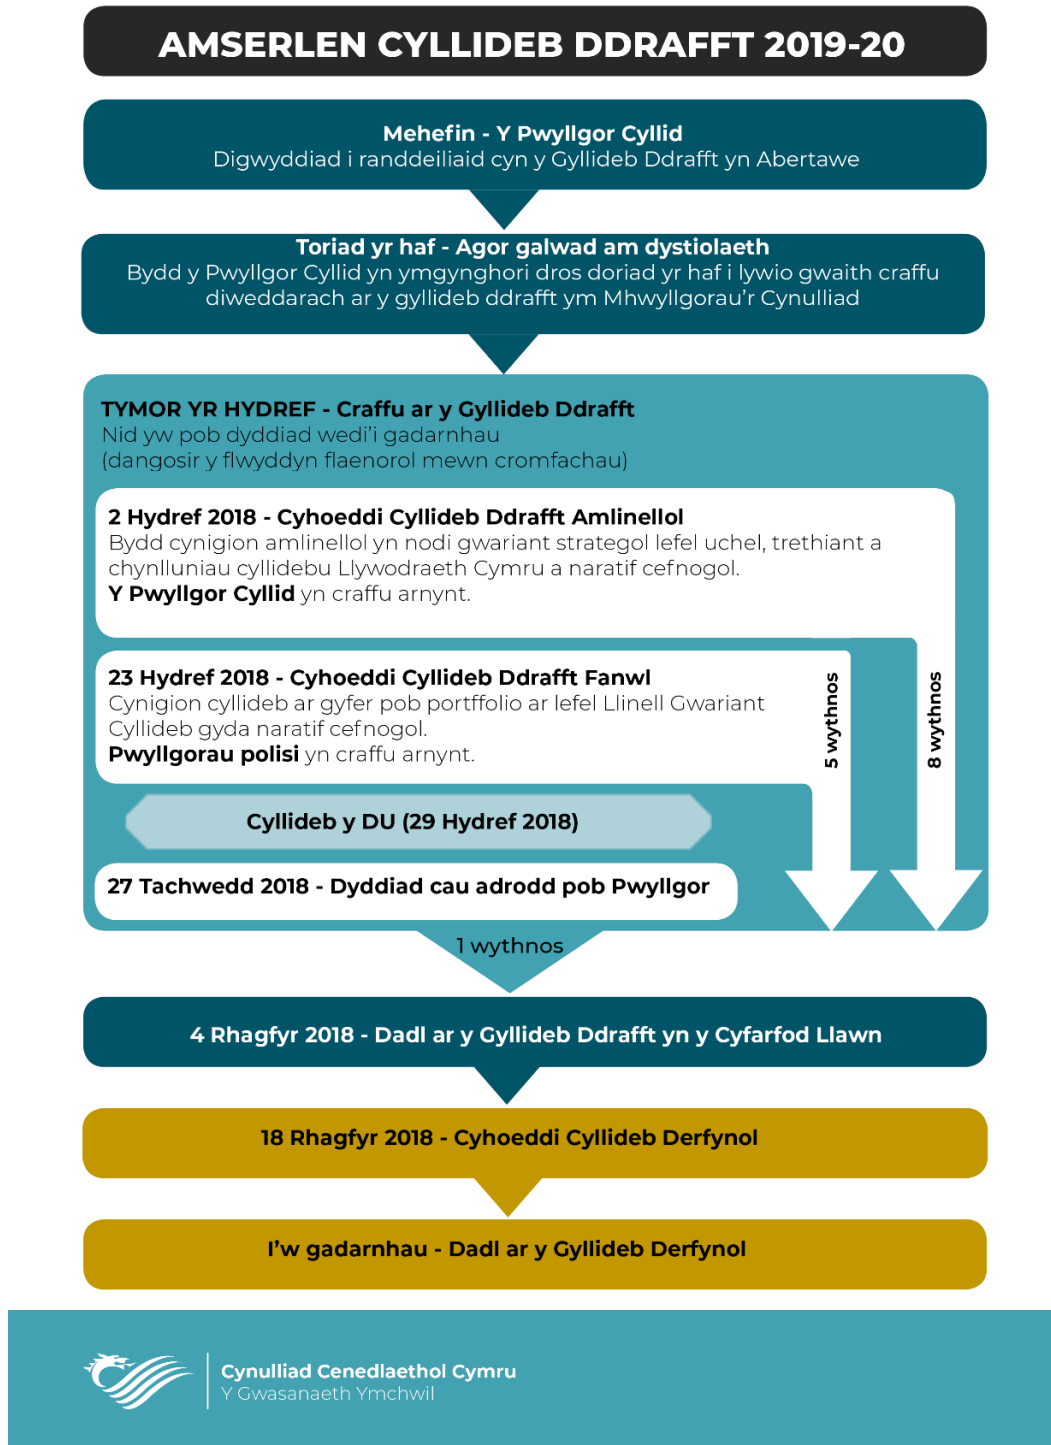 AMSERLEN CYLLIDEB DDRAFFT 2019-20
Mehefin - Y Pwyllgor Cyllid
Digwyddiad i randdeiliaid cyn y Gyllideb Ddrafft yn Abertawe
Toriad yr haf - Agor galwad am dystiolaeth
Bydd y Pwyllgor Cyllid yn ymgynghori dros doriad yr haf i lywio gwaith craffu
diweddarach ar y gyllideb ddrafft ym Mhwyllgorau'r Cynulliad
TYMOR YR HYDREF - Craffu ar y Gyllideb Ddrafft
Nid yw pob dyddiad wedi'i gadarnhau
(dangosir y flwyddyn flaenorol mewn cromfachau)
2 Hydref 2018 - Cyhoeddi Cyllideb Ddrafft Amlinellol
Bydd cynigion amlinellol yn nodi gwariant strategol lefel uchel, trethiant a
chynlluniau cyllidebu Llywodraeth Cymru a naratif cefnogol.
Y Pwyllgor Cyllid yn craffu arnynt.
23 Hydref 2018 - Cyhoeddi Cyllideb Ddrafft Fanwl
Cynigion cyllideb ar gyfer pob portffolio ar lefel Llinell Gwariant
Cyllideb gyda naratif cefnogol.
Pwyllgorau polisi yn craffu arnynt.
5 wythnos
8 wythnos
Cyllideb y DU (29 Hydref 2018)
27 Tachwedd 2018 - Dyddiad cau adrodd pob Pwyllgor
1 wythnos
4 Rhagfyr 2018 - Dadl ar y Gyllideb Ddrafft yn y Cyfarfod Llawn
18 Rhagfyr 2018 - Cyhoeddi Cyllideb Derfynol
I'w gadarnhau - Dadl ar y Gyllideb Derfynol
Cynulliad Cenedlaethol Cymru
Y Gwasanaeth Ymchwil